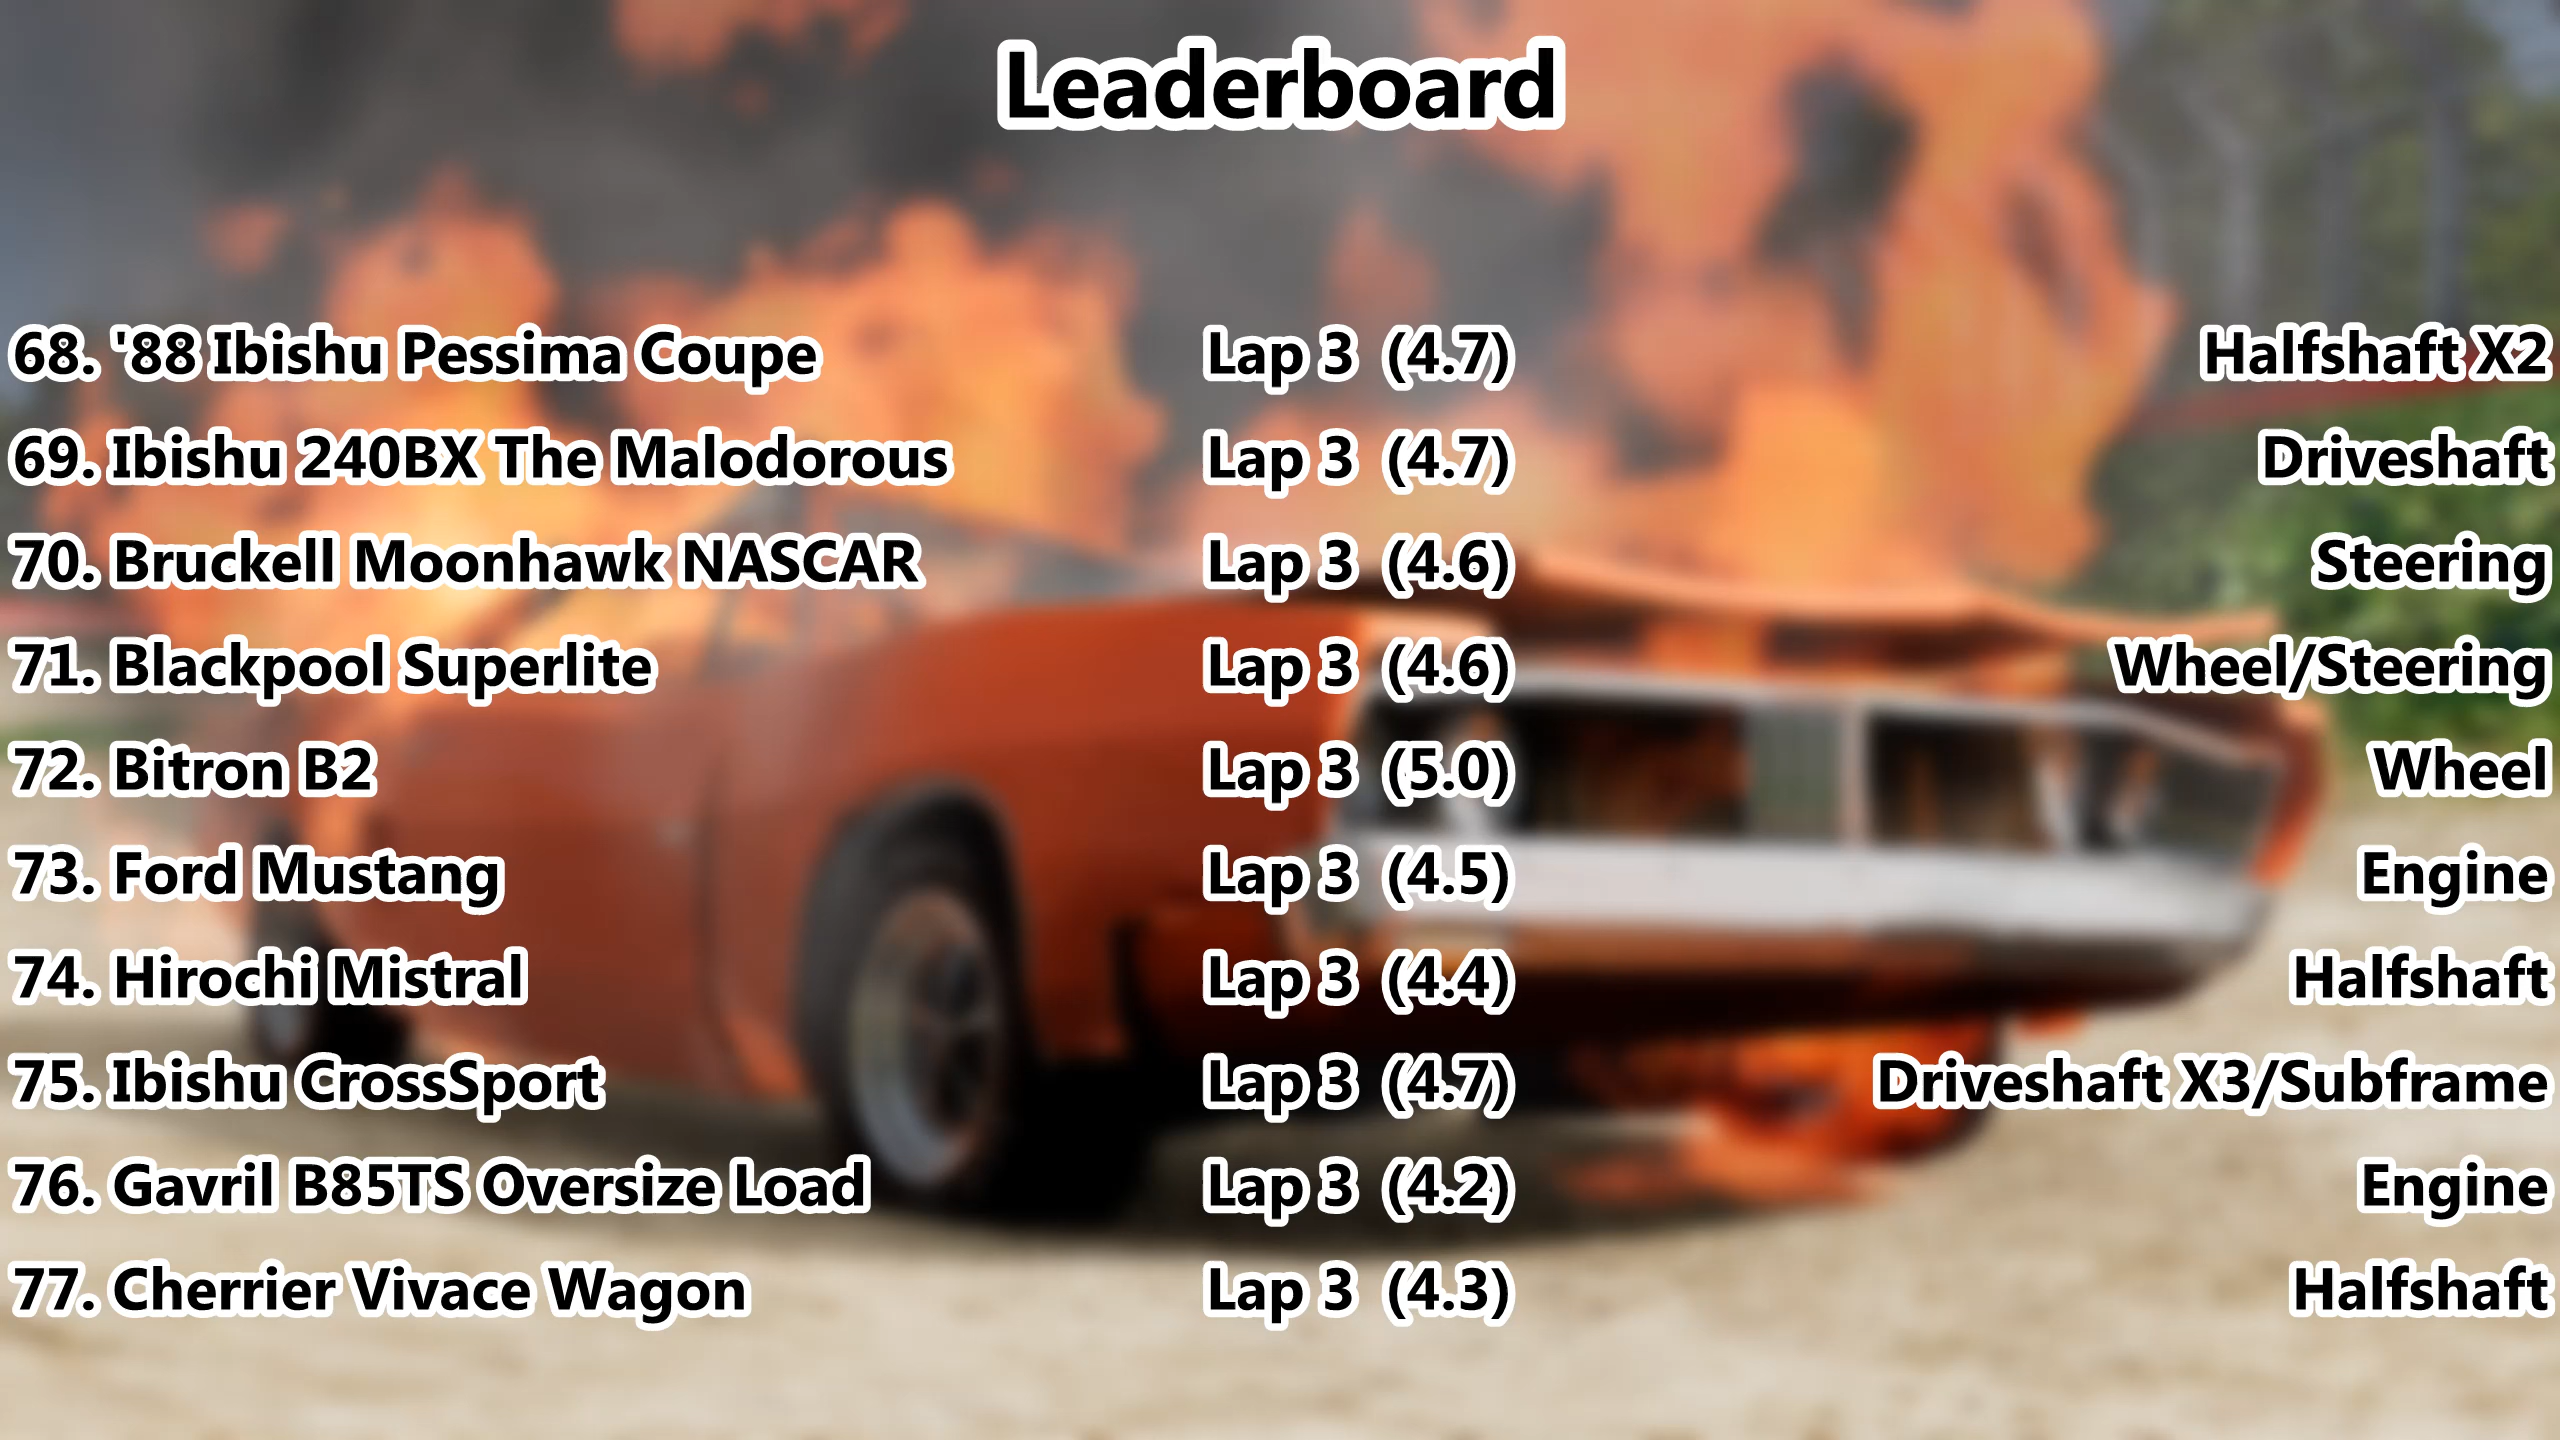 Leaderboard
68. '88 Ibishu Pessima Coupe Lap 3 (4.7) Halfshaft X2
69. Ibishu 240BX The Malodorous Lap 3 (4.7) Driveshaft
70. Bruckell Moonhawk NASCAR Lap 3 (4.6) Steering
71. Blackpool Superlite Lap 3 (4.6) Wheel/Steering
72. Bitron B2 Lap 3 (5.0) Wheel
73. Ford Mustang Lap 3 (4.5) Engine
74. Hirochi Mistral Lap 3 (4.4) Halfshaft
75. Ibishu CrossSport Lap 3 (4.7) Driveshaft X3/Subframe
76. Gavril B85TS Oversize Load Lap 3 (4.2) Engine
77. Cherrier Vivace Wagon Lap 3 (4.3) Halfshaft